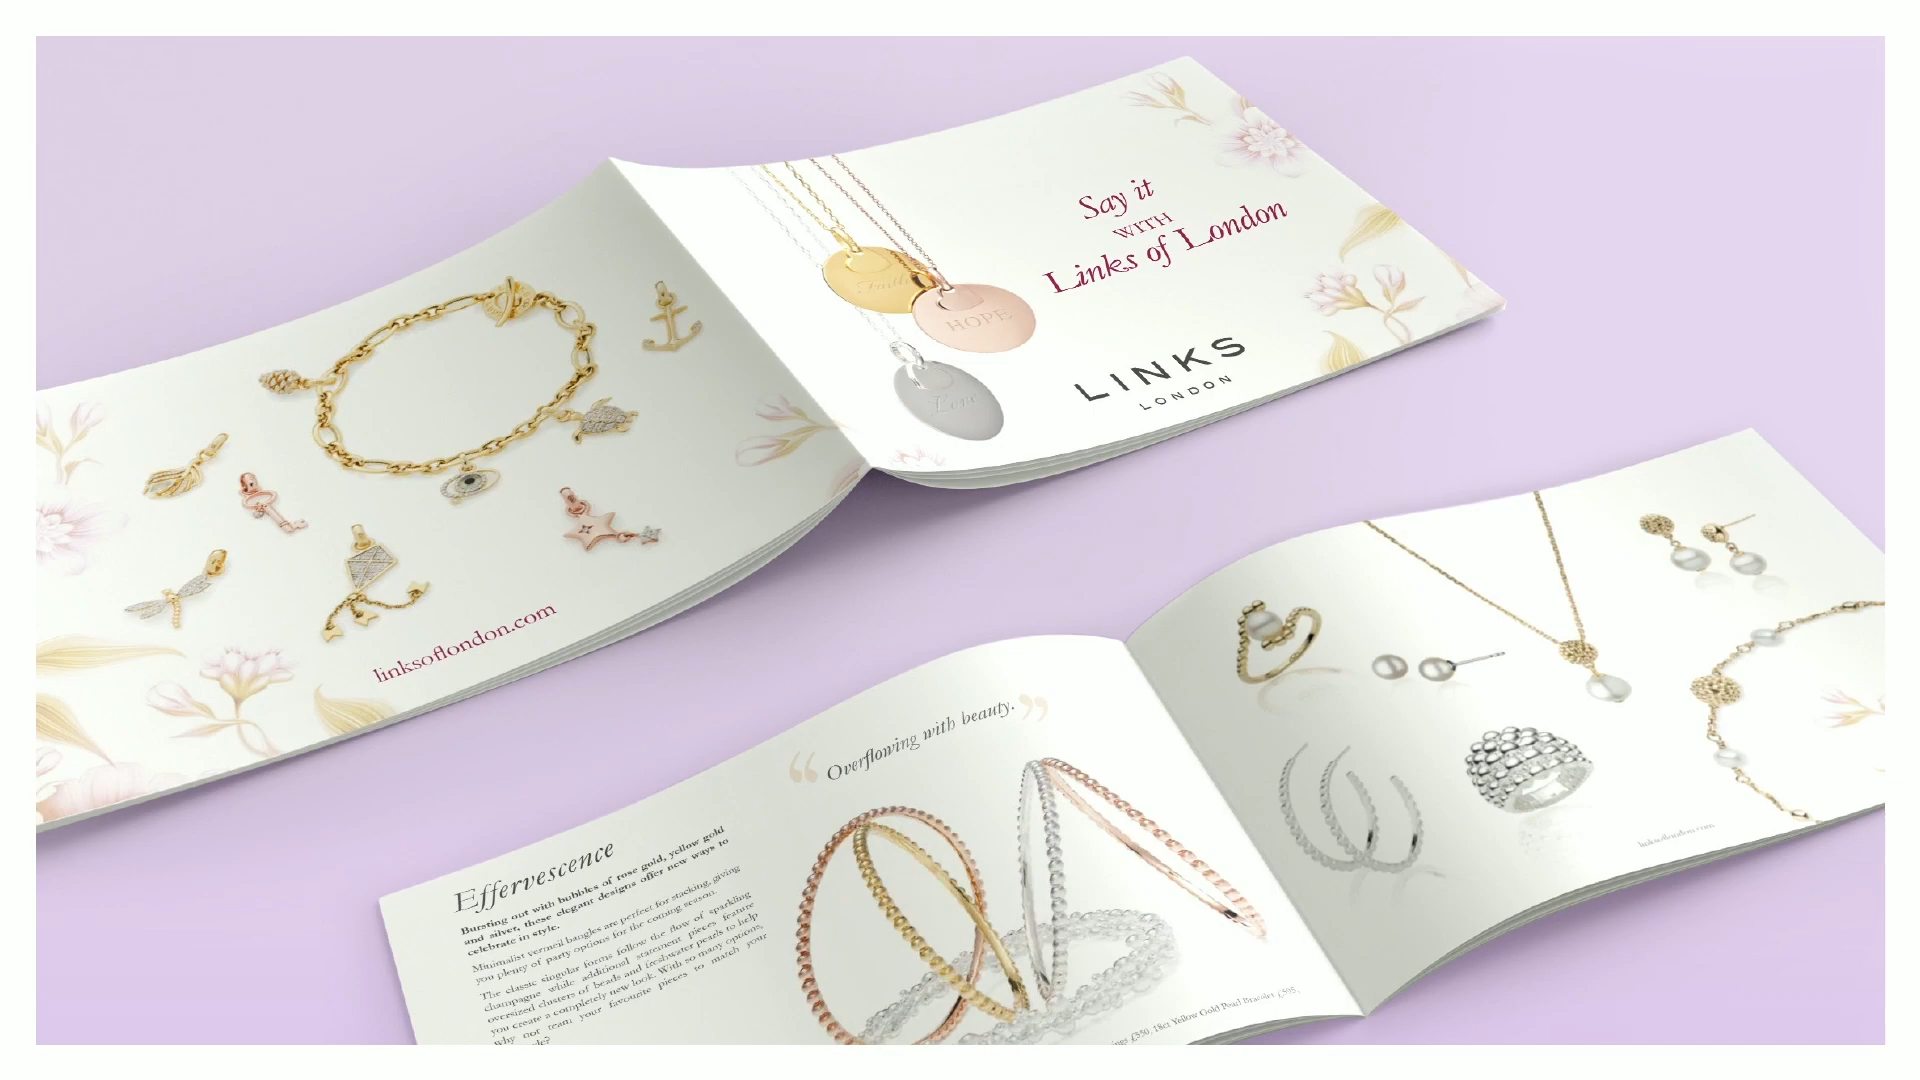 Faith
HOPE
Love
Say it
WITH
Links of London
LINKS
LONDON
linksoflondon.com
“Overflowing with beauty.”
Effervescence
Bursting out with bubbles of rose gold, yellow gold
and silver, these elegant designs offer new ways to
celebrate in style.
Minimalist vermeil bangles are perfect for stacking, giving
you plenty of party options for the coming season.
The classic singular forms follow the flow of sparkling
champagne while additional statement pieces feature
oversized clusters of beads and freshwater pearls to help
you create a completely new look. With so many options,
why not team your favourite pieces to match your
£350, 18ct Yellow Gold Pearl Bracelet £595,
linksoflondon.com